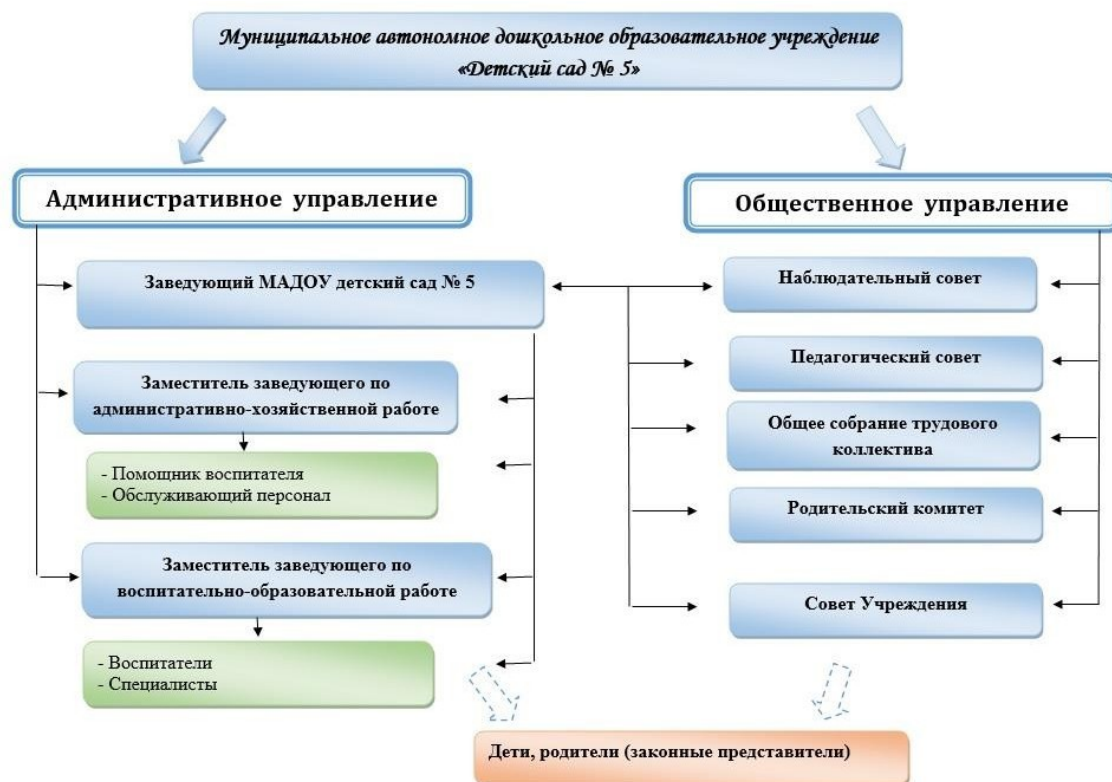 Муниципальное автономное дошкольное образовательное учреждение
«Детский сад № 5»
Административное управление
Общественное управление
Заведующий МАДОУ детский сад № 5
Заместитель заведующего по
административно-хозяйственной работе
- Помощник воспитателя
- Обслуживающий персонал
Заместитель заведующего по
воспитательно-образовательной работе
- Воспитатели
- Специалисты
Наблюдательный совет
Педагогический совет
Общее собрание трудового
коллектива
Родительский комитет
Совет Учреждения
Дети, родители (законные представители)